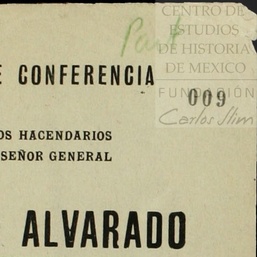 CENTRO DE
ESTUDIOS
DE HISTORIA
DE MEXICO
FUNDACIÓN
Carlos Slim
E CONFERENCIA
009
OS HACENDARIOS
SEÑOR GENERAL
ALVARADO